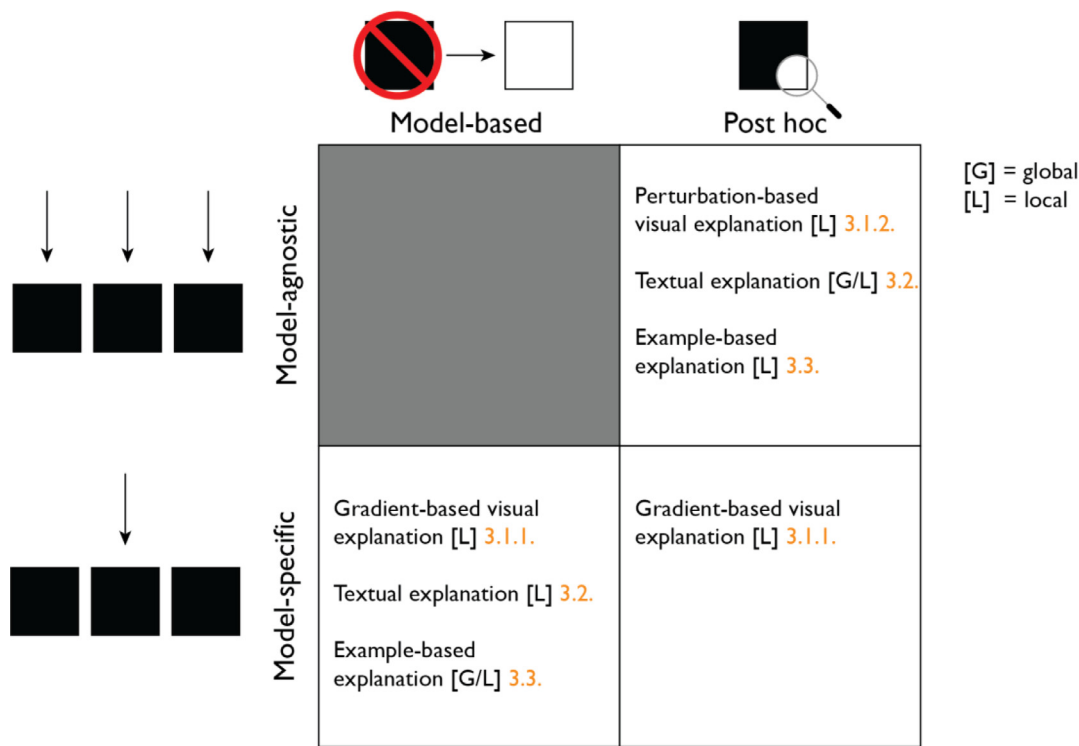 Model-based
Post hoc
[G] = global
[L] = local
Model-agnostic
Perturbation-based
visual explanation [L] 3.1.2.
Textual explanation [G/L] 3.2.
Example-based
explanation [L] 3.3.
Model-specific
Gradient-based visual
explanation [L] 3.1.1.
Textual explanation [L] 3.2.
Example-based
explanation [G/L] 3.3.
Gradient-based visual
explanation [L] 3.1.1.